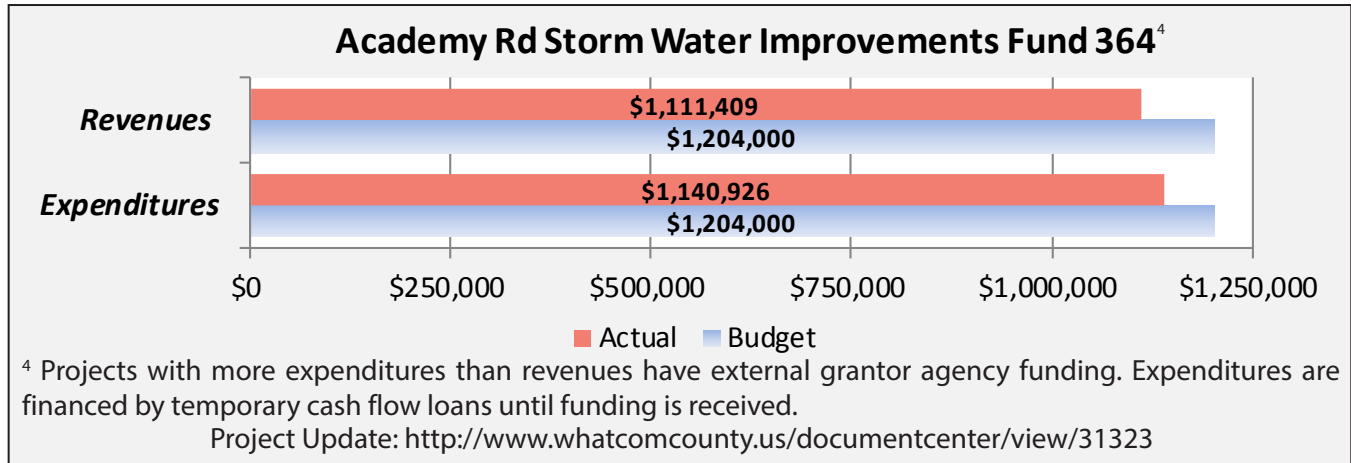 Academy Rd Storm Water Improvements Fund 364⁴
Revenues
$1,111,409
$1,204,000
Expenditures
$1,140,926
$1,204,000
$0 $250,000 $500,000 $750,000 $1,000,000 $1,250,000
Actual Budget
⁴ Projects with more expenditures than revenues have external grantor agency funding. Expenditures are
financed by temporary cash flow loans until funding is received.
Project Update: http://www.whatcomcounty.us/documentcenter/view/31323